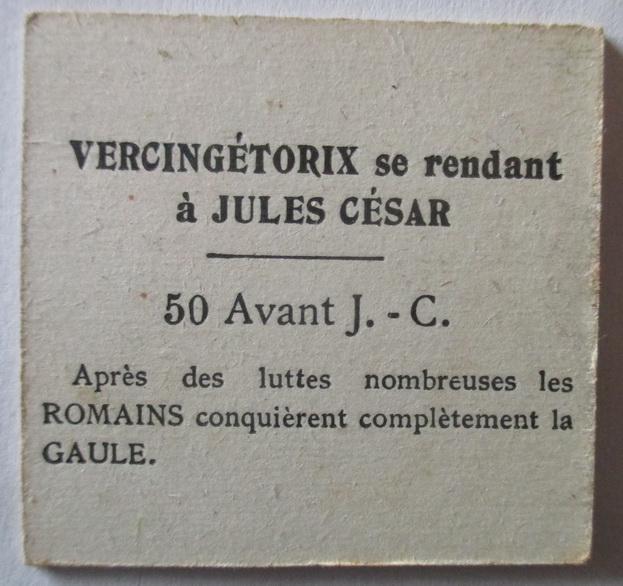 VERCINGÉTORIX se rendant
à JULES CÉSAR
50 Avant J. - C.
Après des luttes nombreuses les
ROMAINS conquièrent complètement la
GAULE.